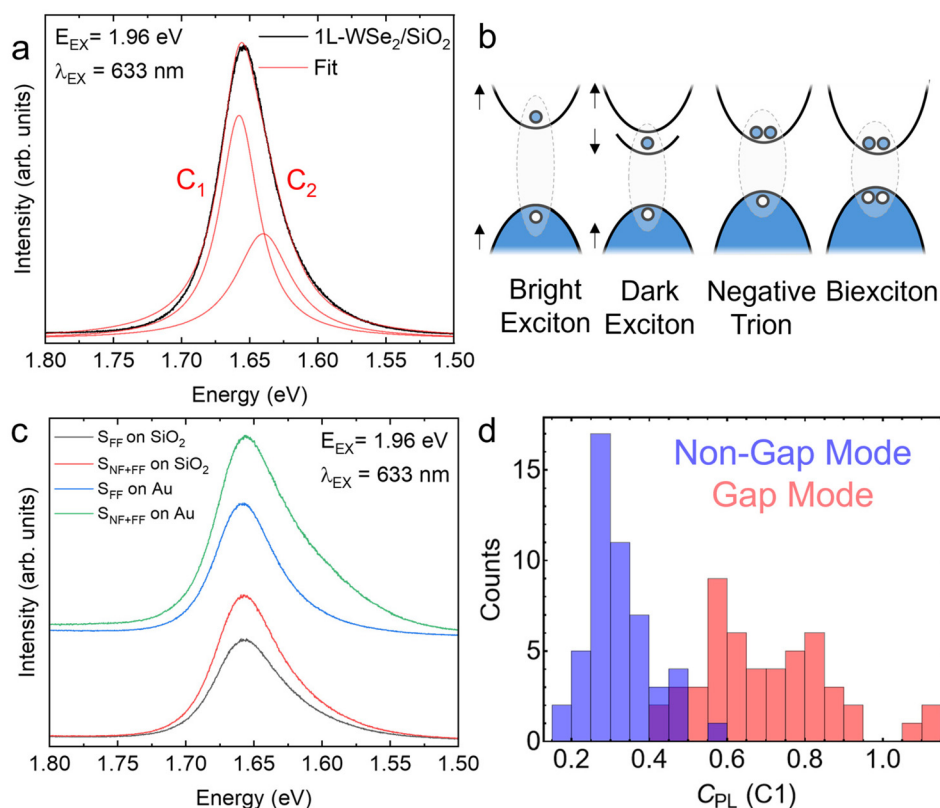 a
E_EX= 1.96 eV
λ_EX = 633 nm
1L-WSe₂/SiO₂
Fit
C₁
C₂
Intensity (arb. units)
1.80 1.75 1.70 1.65 1.60 1.55 1.50
Energy (eV)
b
Bright
Exciton
Dark
Exciton
Negative
Trion
Biexciton
c
S_FF on SiO₂
S_NF+FF on SiO₂
S_FF on Au
S_NF+FF on Au
E_EX= 1.96 eV
λ_EX = 633 nm
Intensity (arb. units)
1.80 1.75 1.70 1.65 1.60 1.55 1.50
Energy (eV)
d
Non-Gap Mode
Gap Mode
Counts
15
10
5
0
0.2 0.4 0.6 0.8 1.0
C_PL (C1)